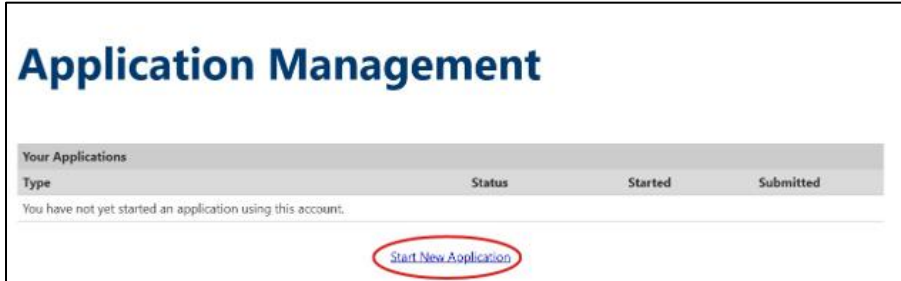 Application Management
Your Applications
Type Status Started Submitted
You have not yet started an application using this account.
Start New Application